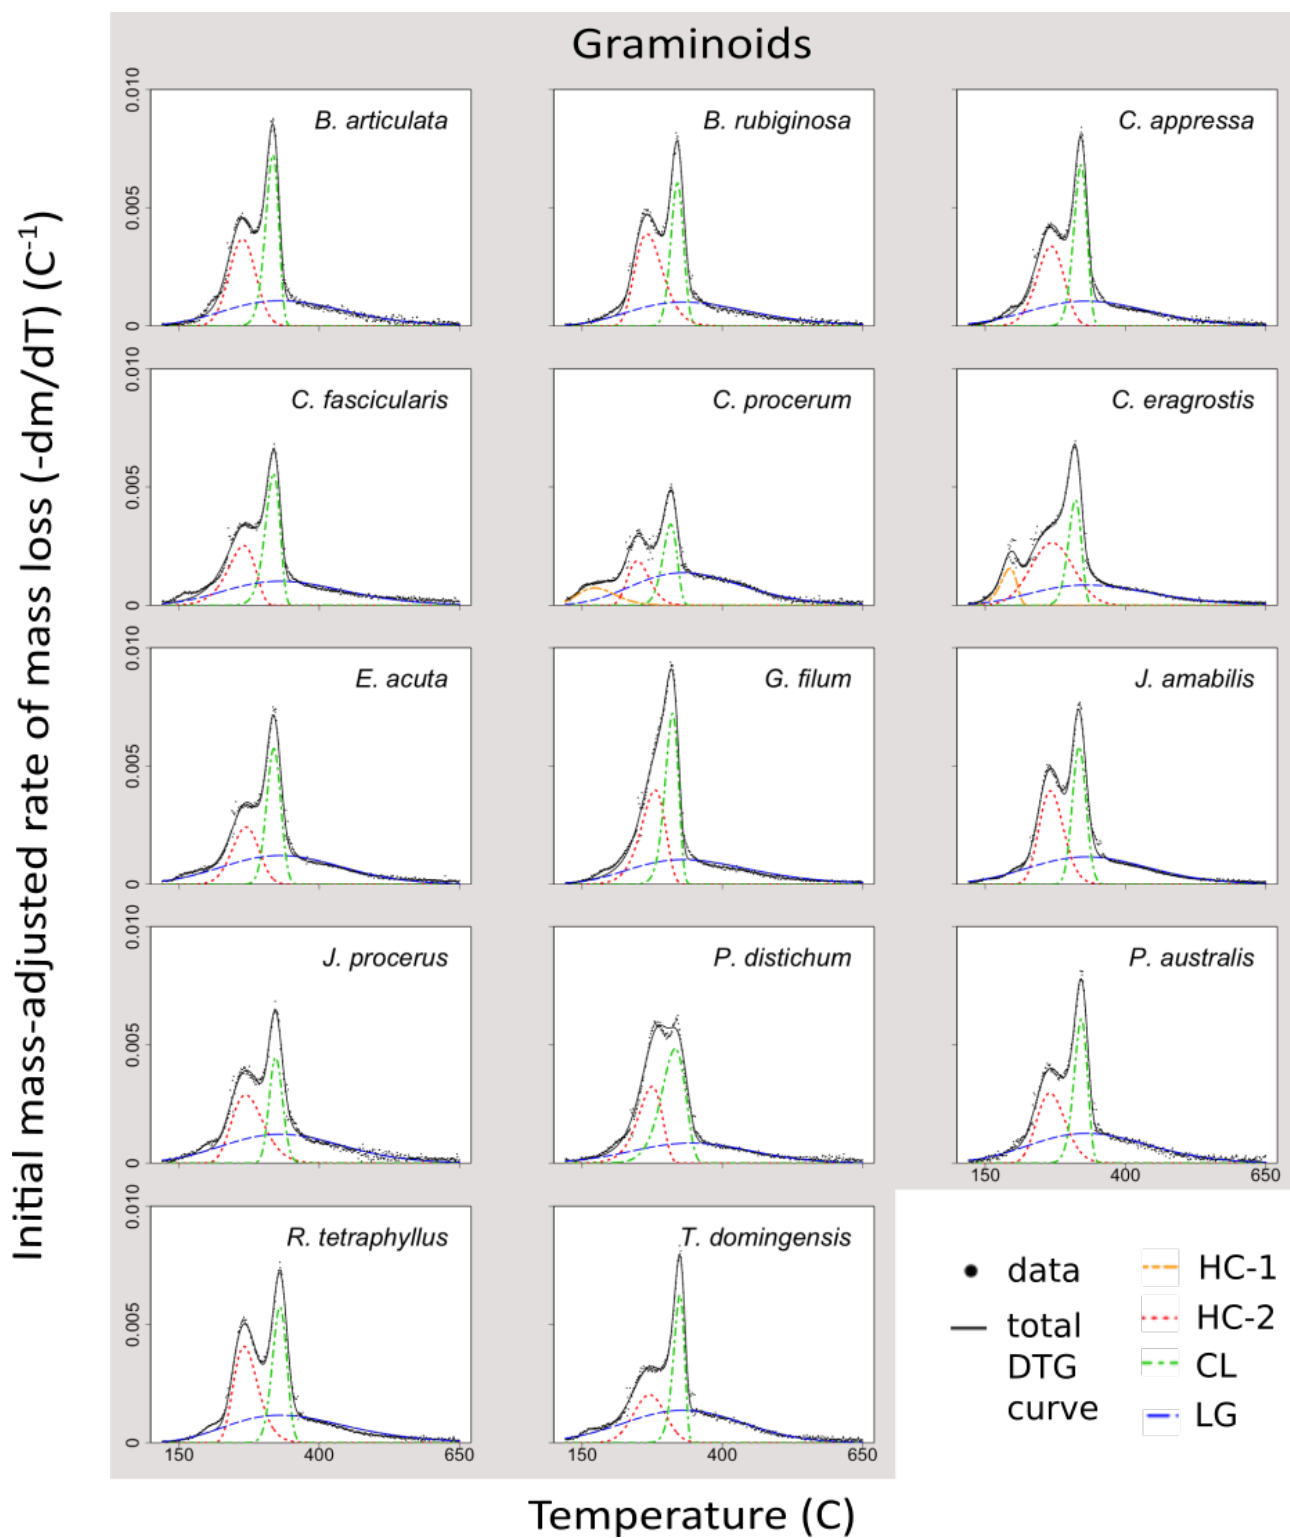 Graminoids
Initial mass-adjusted rate of mass loss (-dm/dT) (C⁻¹)
0.010
0.005
0
B. articulata
B. rubiginosa
C. appressa
0.010
0.005
0
C. fascicularis
C. procerum
C. eragrostis
0.010
0.005
0
E. acuta
G. filum
J. amabilis
0.010
0.005
0
J. procerus
P. distichum
P. australis
150 400 650
0.010
0.005
0
R. tetraphyllus
T. domingensis
150 400 650
150 400 650
data
total
DTG
curve
HC-1
HC-2
CL
LG
Temperature (C)